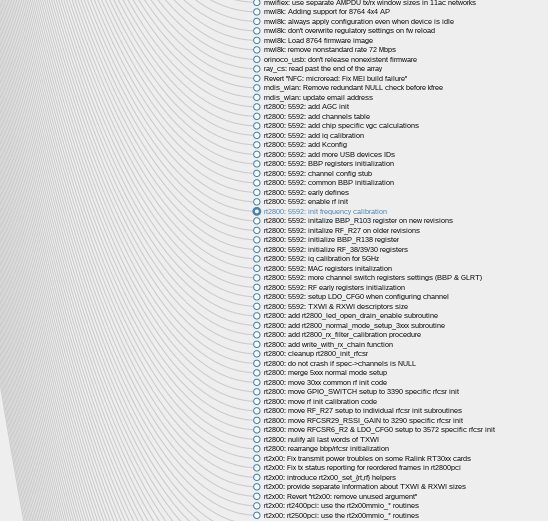 mwifiex: use separate AMPDU tx/rx window sizes in 11ac networks
mwl8k: Adding support for 8764 4x4 AP
mwl8k: always apply configuration even when device is idle
mwl8k: don't overwrite regulatory settings on fw reload
mwl8k: Load 8764 firmware image
mwl8k: remove nonstandard rate 72 Mbps
orinoco_usb: don't release nonexistent firmware
ray_cs: read past the end of the array
Revert "NFC: microread: Fix MEI build failure"
rndis_wlan: Remove redundant NULL check before kfree
rndis_wlan: update email address
rt2800: 5592: add AGC init
rt2800: 5592: add channels table
rt2800: 5592: add chip specific vgc calculations
rt2800: 5592: add iq calibration
rt2800: 5592: add Kconfig
rt2800: 5592: add more USB devices IDs
rt2800: 5592: BBP registers initialization
rt2800: 5592: channel config stub
rt2800: 5592: common BBP initialization
rt2800: 5592: early defines
rt2800: 5592: enable rf init
rt2800: 5592: init frequency calibration
rt2800: 5592: initalize BBP_R103 register on new revisions
rt2800: 5592: initalize RF_R27 on older revisions
rt2800: 5592: initialize BBP_R138 register
rt2800: 5592: initialize RF_38/39/30 registers
rt2800: 5592: iq calibration for 5GHz
rt2800: 5592: MAC registers initalization
rt2800: 5592: more channel switch registers settings (BBP & GLRT)
rt2800: 5592: RF early registers initialization
rt2800: 5592: setup LDO_CFG0 when configuring channel
rt2800: 5592: TXWI & RXWI descriptors size
rt2800: add rt2800_led_open_drain_enable subroutine
rt2800: add rt2800_normal_mode_setup_3xxx subroutine
rt2800: add rt2800_rx_filter_calibration procedure
rt2800: add write_with_rx_chain function
rt2800: cleanup rt2800_init_rfcsr
rt2800: do not crash if spec->channels is NULL
rt2800: merge 5xxx normal mode setup
rt2800: move 30xx common rf init code
rt2800: move GPIO_SWITCH setup to 3390 specific rfcsr init
rt2800: move rf init calibration code
rt2800: move RF_R27 setup to individual rfcsr init subroutines
rt2800: move RFCSR29_RSSI_GAIN to 3290 specific rfcsr init
rt2800: move RFCSR6_R2 & LDO_CFG0 setup to 3572 specific rfcsr init
rt2800: nulify all last words of TXWI
rt2800: rearrange bbp/rfcsr initialization
rt2x00: Fix transmit power troubles on some Ralink RT30xx cards
rt2x00: Fix tx status reporting for reordered frames in rt2800pci
rt2x00: introduce rt2x00_set_{rt,rf} helpers
rt2x00: provide separate information about TXWI & RXWI sizes
rt2x00: Revert "rt2x00: remove unused argument"
rt2x00: rt2400pci: use the rt2x00mmio_* routines
rt2x00: rt2500pci: use the rt2x00mmio_* routines